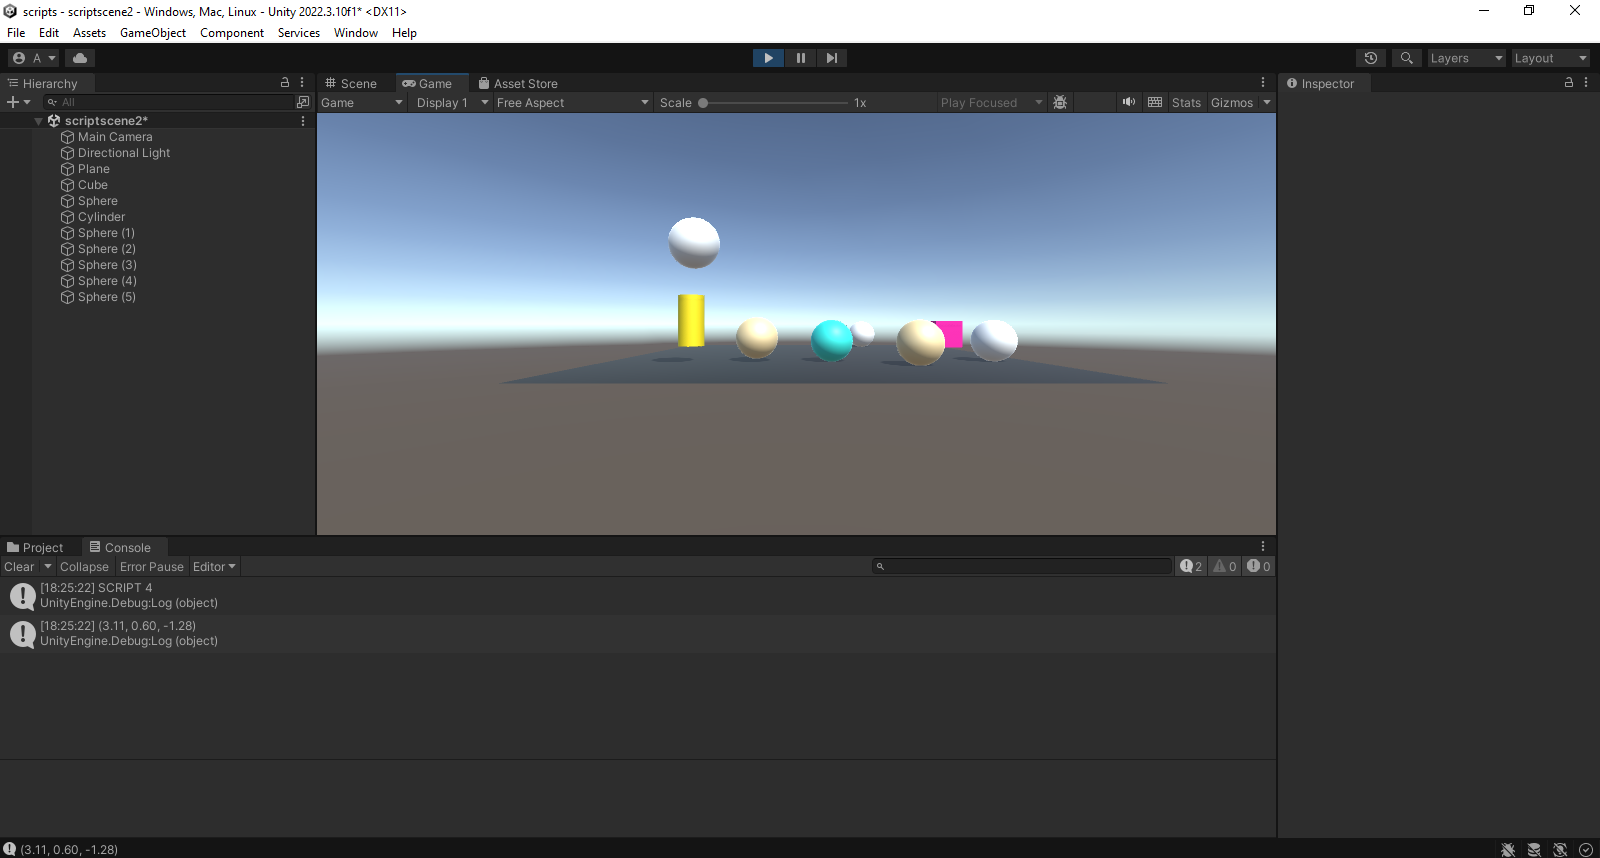 scripts - scriptscene2 - Windows, Mac, Linux - Unity 2022.3.10f1* <DX11>
File Edit Assets GameObject Component Services Window Help
A Layers Layout
Hierarchy
All
scriptscene2*
Main Camera
Directional Light
Plane
Cube
Sphere
Cylinder
Sphere (1)
Sphere (2)
Sphere (3)
Sphere (4)
Sphere (5)
Scene Game Asset Store
Game Display 1 Free Aspect Scale 1x Play Focused Stats Gizmos
Inspector
Project Console
Clear Collapse Error Pause Editor 2 0 0
[18:25:22] SCRIPT 4
UnityEngine.Debug:Log (object)
[18:25:22] (3.11, 0.60, -1.28)
UnityEngine.Debug:Log (object)
(3.11, 0.60, -1.28)